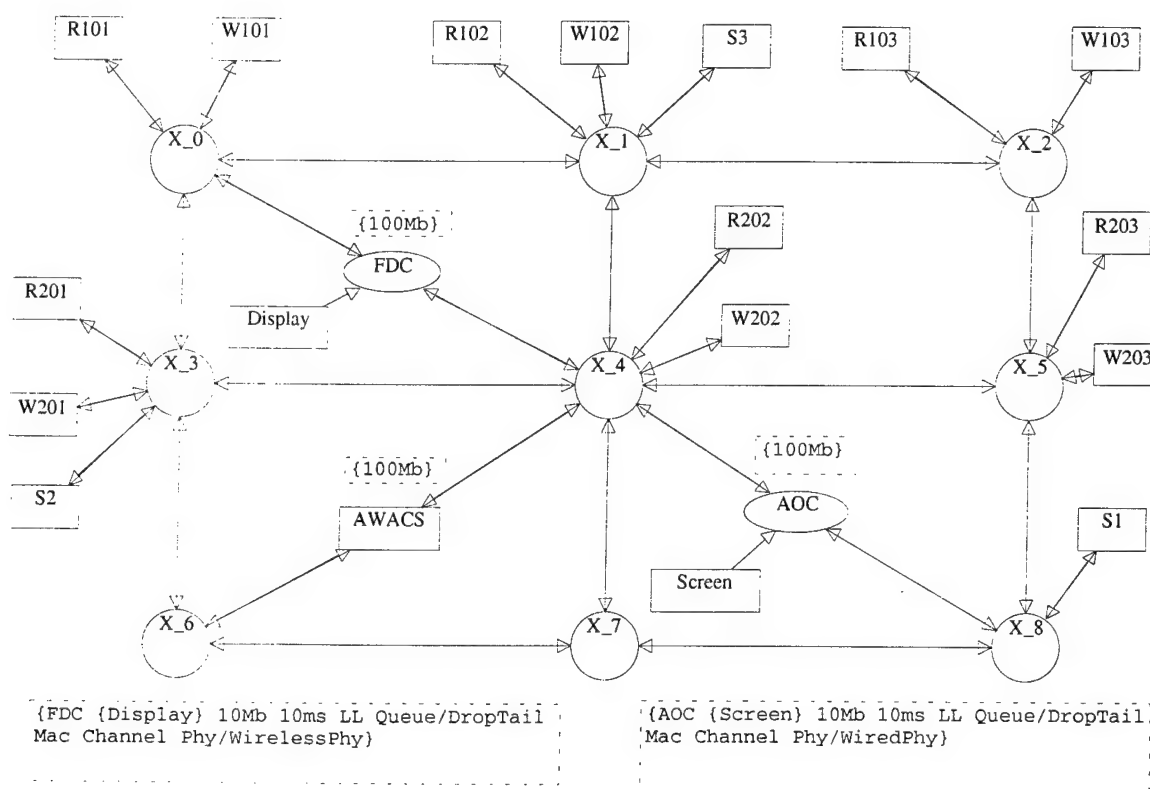 R101
W101
R102
W102
S3
R103
W103
X_0
X_1
X_2
{100Mb}
R202
R203
FDC
R201
Display
W202
X_3
X_4
X_5
W203
W201
{100Mb}
{100Mb}
S2
AWACS
AOC
S1
Screen
X_6
X_7
X_8
{FDC {Display} 10Mb 10ms LL Queue/DropTail
Mac Channel Phy/WirelessPhy}
{AOC {Screen} 10Mb 10ms LL Queue/DropTail
Mac Channel Phy/WiredPhy}